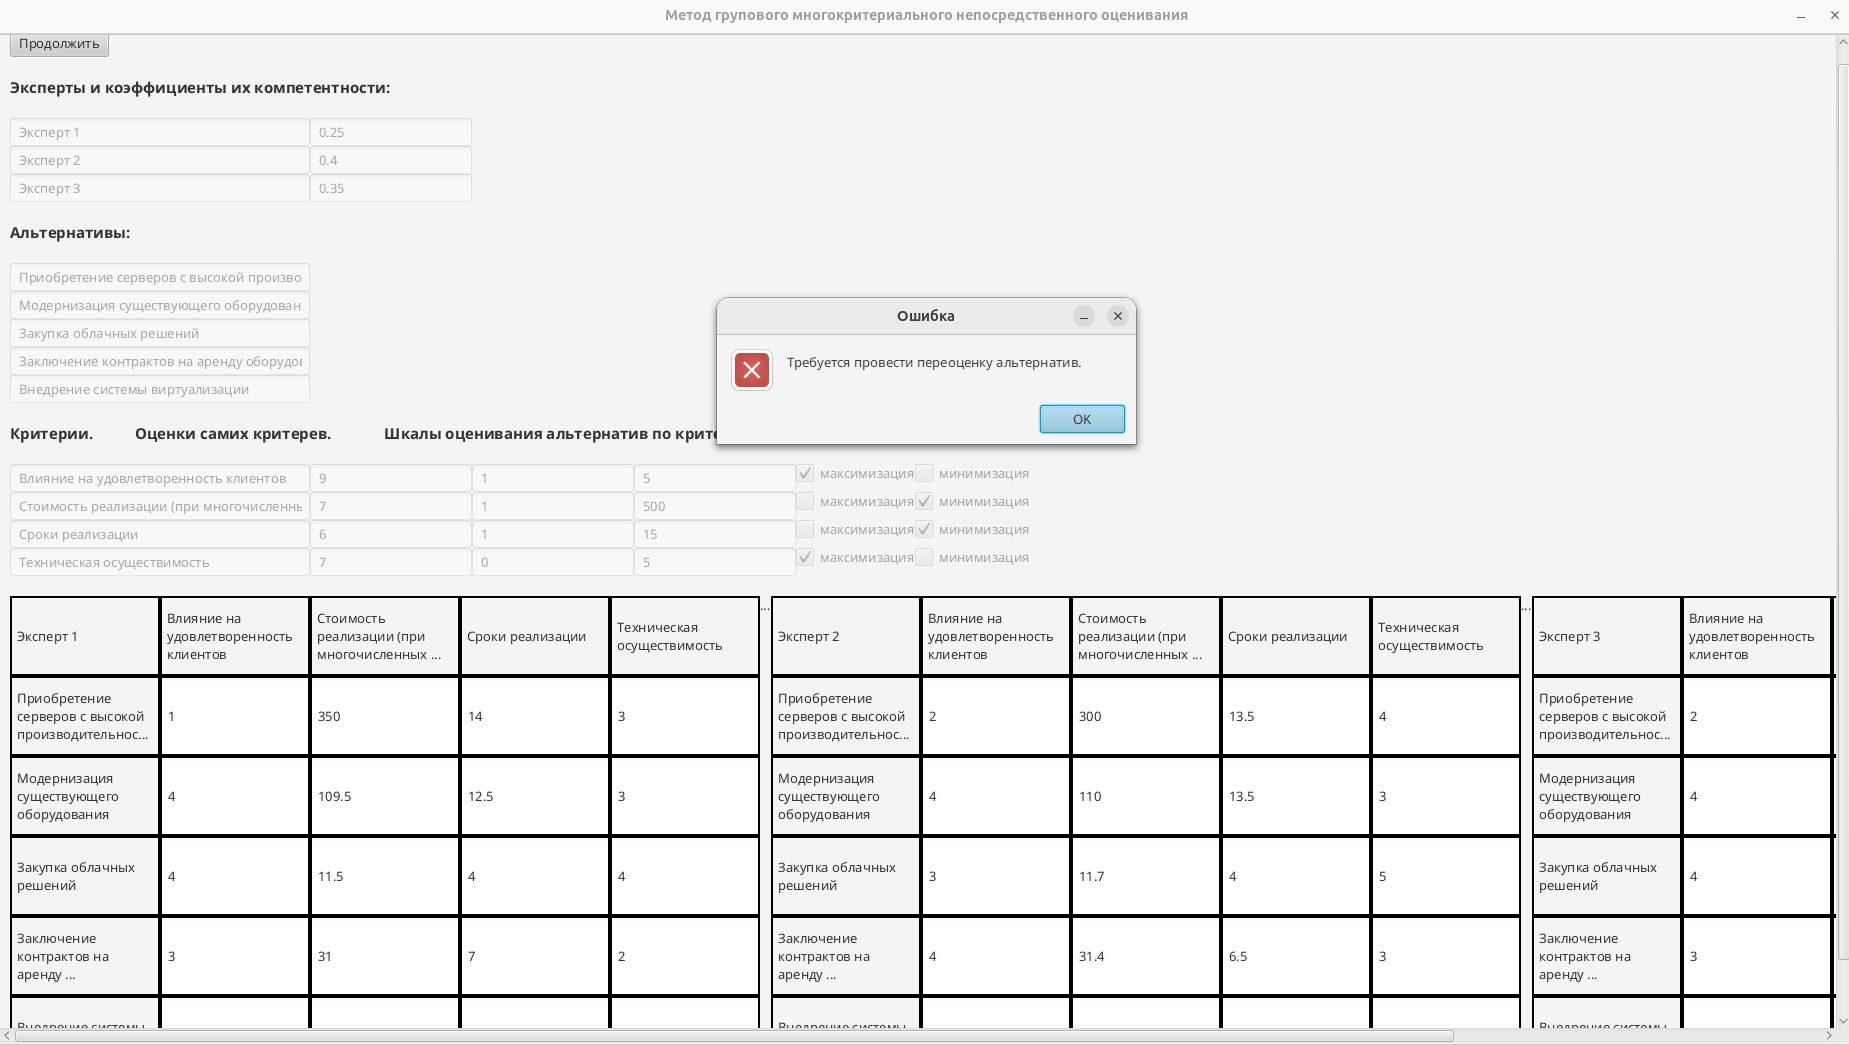 Метод групового многокритериального непосредственного оценивания
Продолжить
Эксперты и коэффициенты их компетентности:
Эксперт 1 0.25
Эксперт 2 0.4
Эксперт 3 0.35
Альтернативы:
Приобретение серверов с высокой произво
Модернизация существующего оборудован
Закупка облачных решений
Заключение контрактов на аренду оборудов
Внедрение системы виртуализации
Ошибка
Требуется провести переоценку альтернатив.
OK
Критерии. Оценки самих критерев. Шкалы оценивания альтернатив по крите
Влияние на удовлетворенность клиентов 9 1 5 максимизация минимизация
Стоимость реализации (при многочисленнь 7 1 500 максимизация минимизация
Сроки реализации 6 1 15 максимизация минимизация
Техническая осуществимость 7 0 5 максимизация минимизация
Эксперт 1
Влияние на
удовлетворенность
клиентов
Стоимость
реализации (при
многочисленных ...
Сроки реализации
Техническая
осуществимость
...
Эксперт 2
Влияние на
удовлетворенность
клиентов
Стоимость
реализации (при
многочисленных ...
Сроки реализации
Техническая
осуществимость
...
Эксперт 3
Влияние на
удовлетворенность
клиентов
Приобретение
серверов с высокой
производительнос...
1 350 14 3
Приобретение
серверов с высокой
производительнос...
2 300 13.5 4
Приобретение
серверов с высокой
производительнос...
2
Модернизация
существующего
оборудования
4 109.5 12.5 3
Модернизация
существующего
оборудования
4 110 13.5 3
Модернизация
существующего
оборудования
4
Закупка облачных
решений
4 11.5 4 4
Закупка облачных
решений
3 11.7 4 5
Закупка облачных
решений
4
Заключение
контрактов на
аренду ...
3 31 7 2
Заключение
контрактов на
аренду ...
4 31.4 6.5 3
Заключение
контрактов на
аренду ...
3
Внедрение системы
Внедрение системы
Внедрение системы